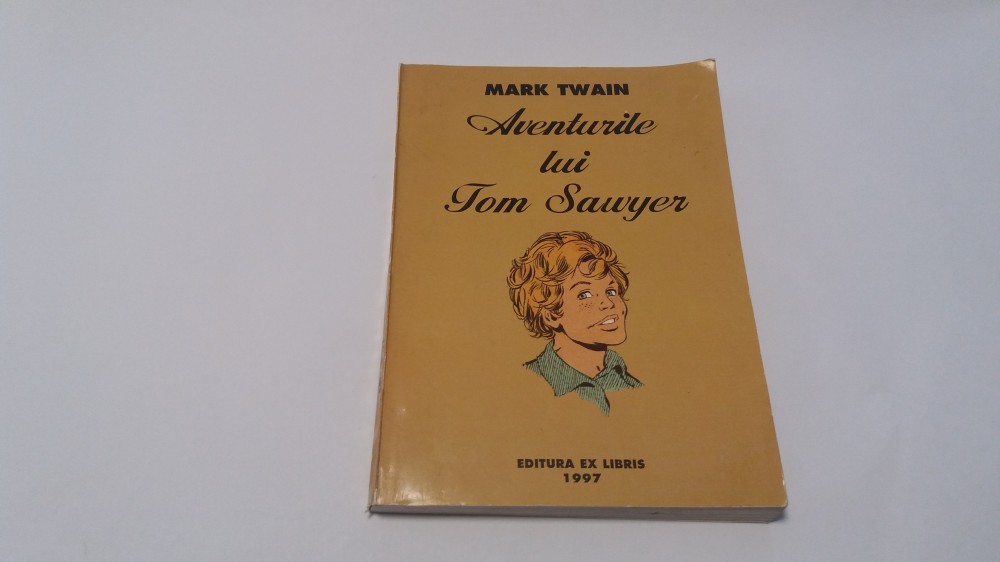 MARK TWAIN
Aventurile
lui
Tom Sawyer
EDITURA EX LIBRIS
1997